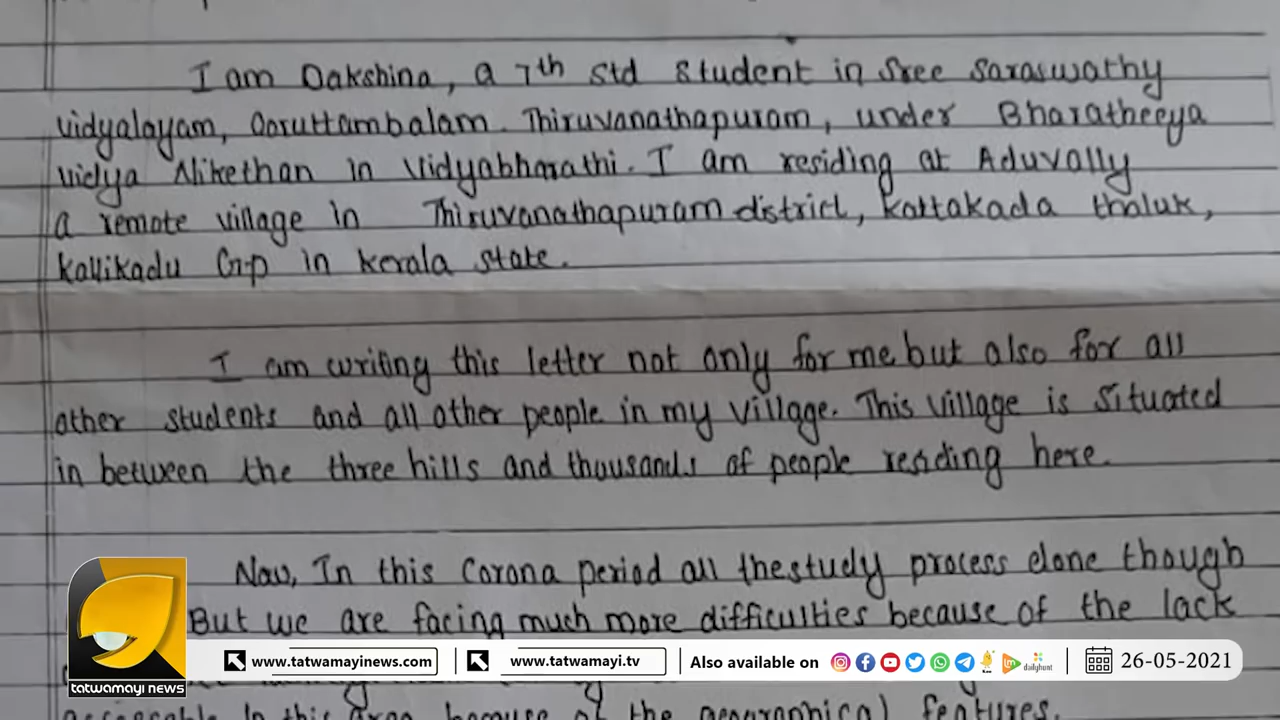 I am Dakshina, a 7th Std Student in Sree Saraswathy
vidyalayam, Ooruttambalam. Thiruvanathapuram, under Bharatheeya
vidya Nikethan in Vidyabharathi. I am residing at Aduvally
a remote village in Thiruvanathapuram district, kattakada thaluk,
kallikadu G.p in kerala state.
I am writing this letter not only for me but also for all
other students and all other people in my village. This village is situated
in between the three hills and thousands of people residing here.
Now, In this Corona period all the study process done though
But we are facing much more difficulties because of the lack
In this area because of the geographical features.
tatwamayi news
www.tatwamayinews.com
www.tatwamayi.tv
Also available on
dailyhunt
26-05-2021